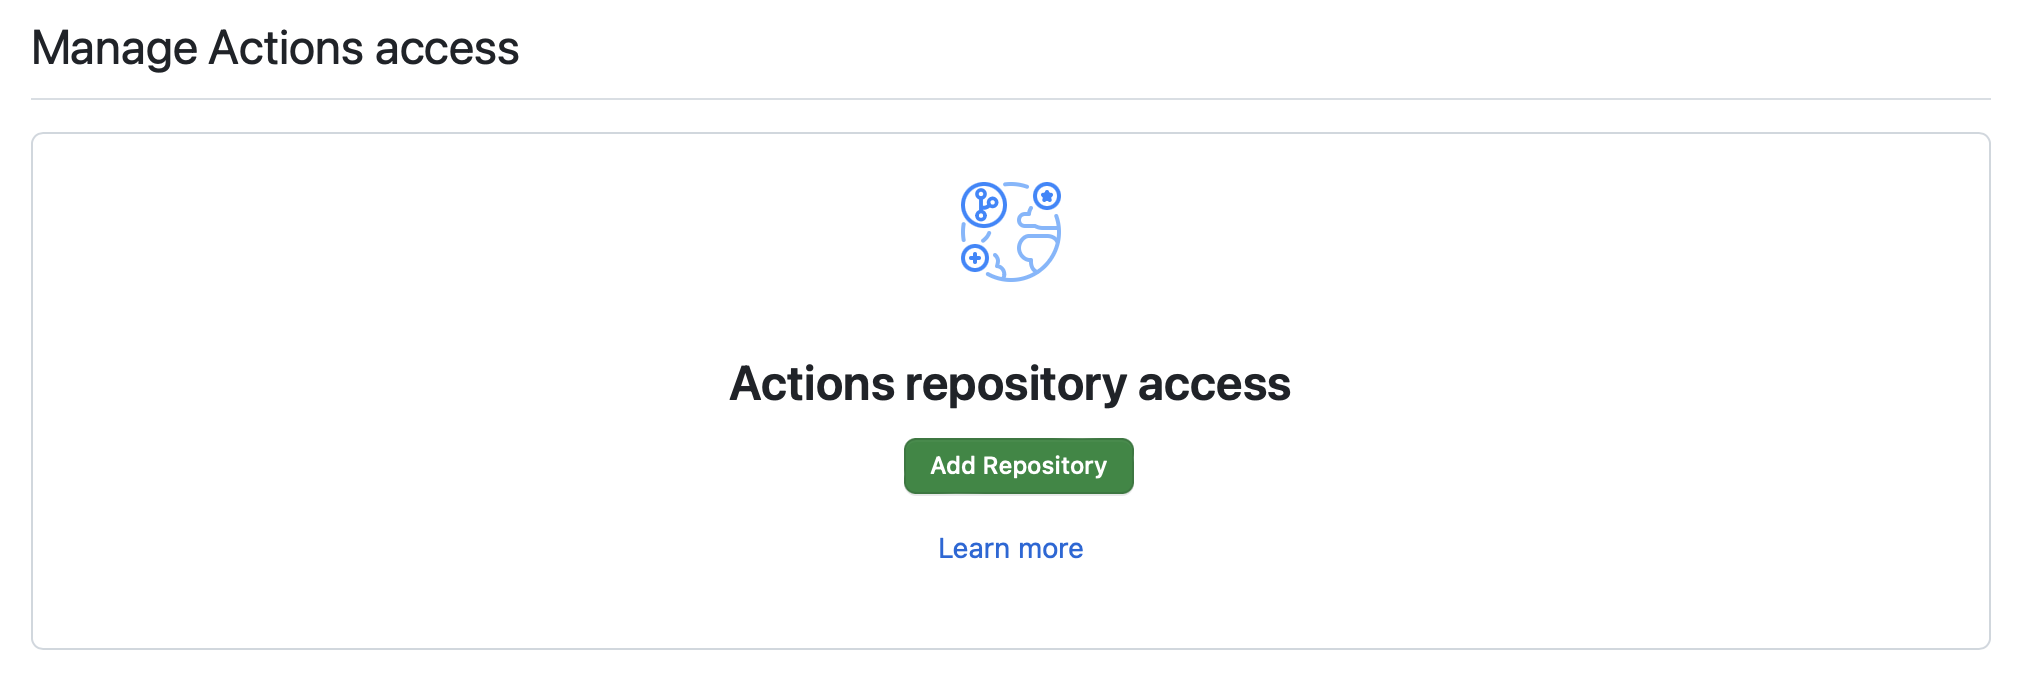 Manage Actions access
Actions repository access
Add Repository
Learn more